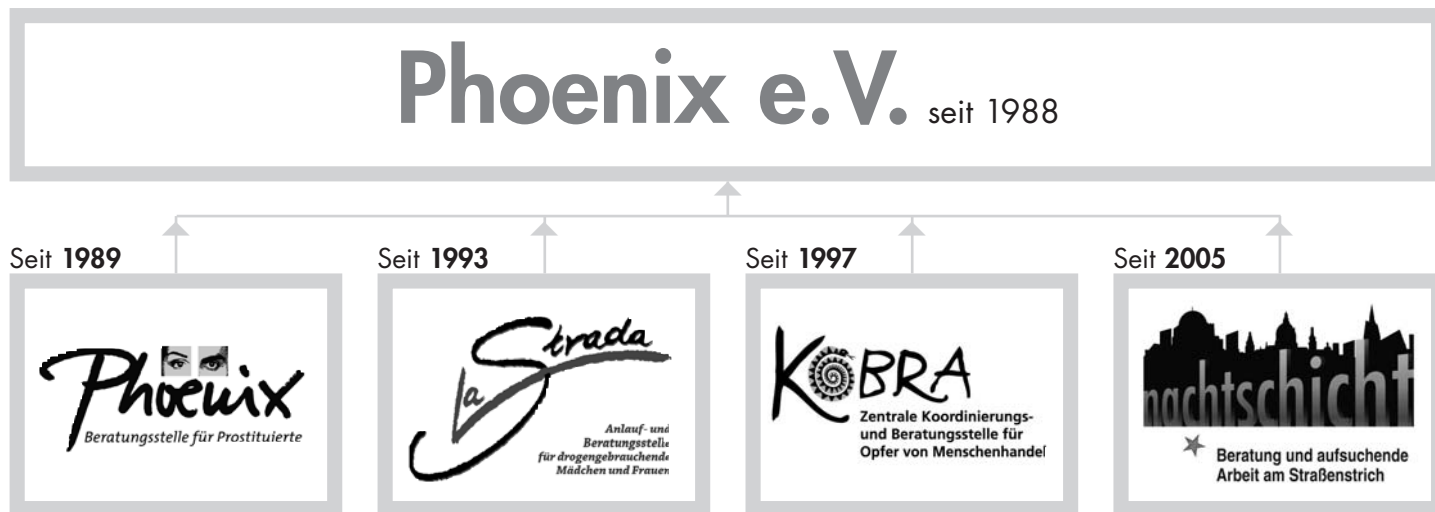 Phoenix e.V. seit 1988
Seit 1989
Phoenix
Beratungsstelle für Prostituierte
Seit 1993
La Strada
Anlauf- und
Beratungsstelle
für drogengebrauchende
Mädchen und Frauen
Seit 1997
KOBRA
Zentrale Koordinierungs-
und Beratungsstelle für
Opfer von Menschenhandel
Seit 2005
nachtschicht
Beratung und aufsuchende
Arbeit am Straßenstrich